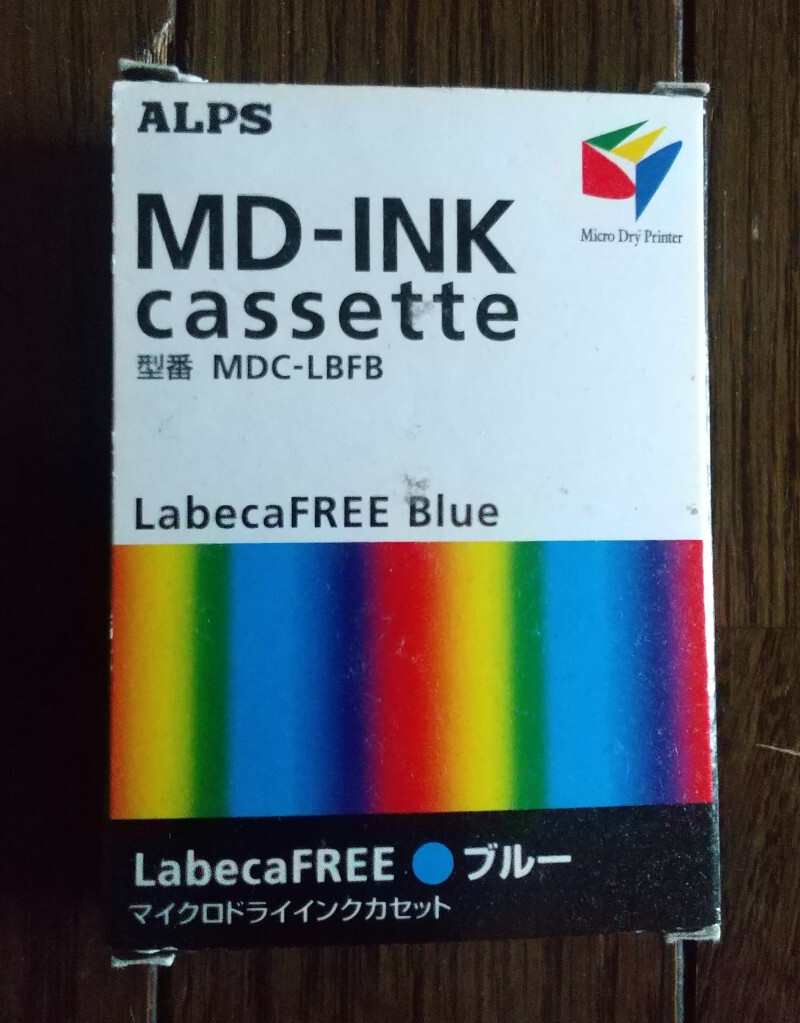 ALPS
Micro Dry Printer
MD-INK
cassette
型番 MDC-LBFB
LabecaFREE Blue
LabecaFREE ● ブルー
マイクロドライインクカセット